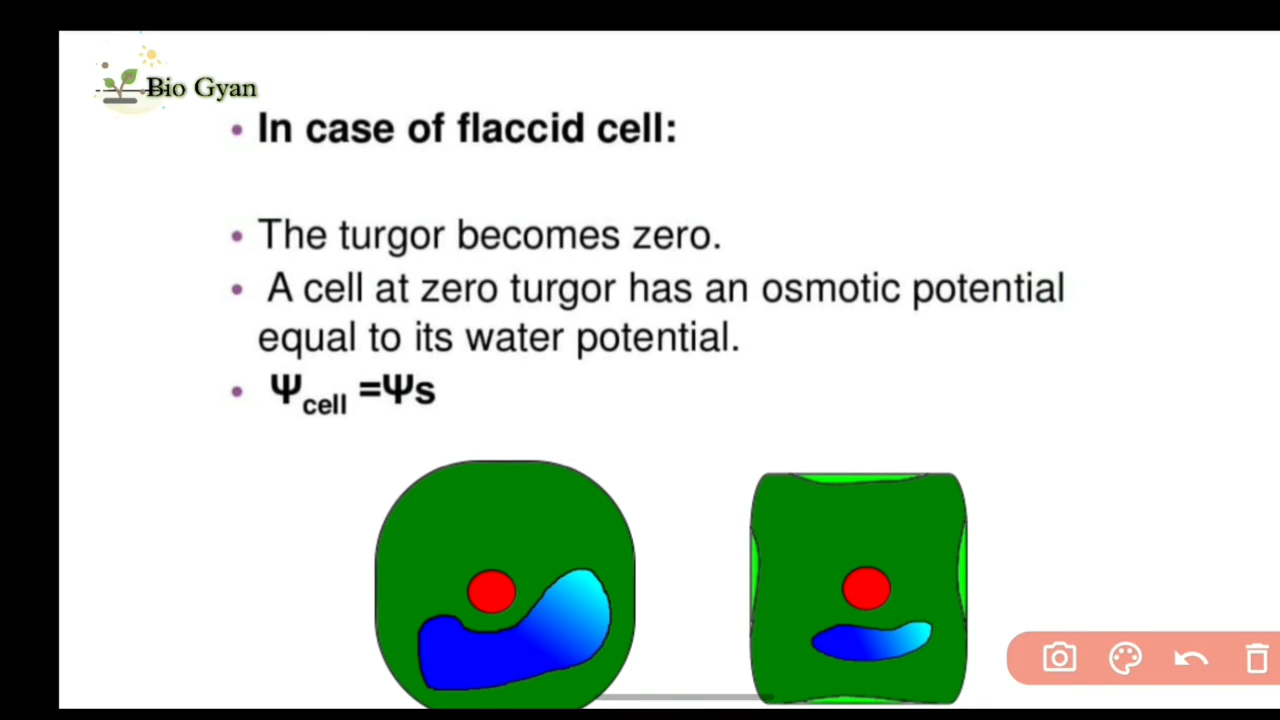 Bio Gyan
• In case of flaccid cell:
• The turgor becomes zero.
• A cell at zero turgor has an osmotic potential
equal to its water potential.
• Ψcell =Ψs